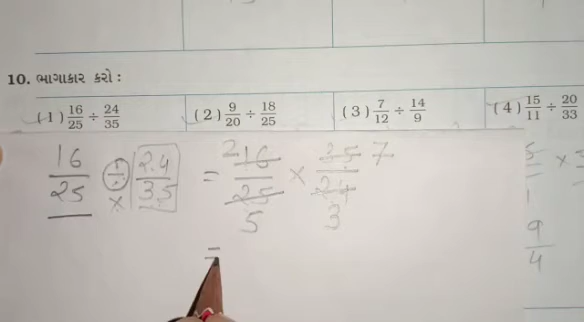 10. ભાગાકાર કરો :
(1) 16/25 ÷ 24/35 (2) 9/20 ÷ 18/25 (3) 7/12 ÷ 14/9 (4) 15/11 ÷ 20/33
16/25 ÷ 24/35 = 2 16/25 × 35/24 7
× 5 3
=
9/4